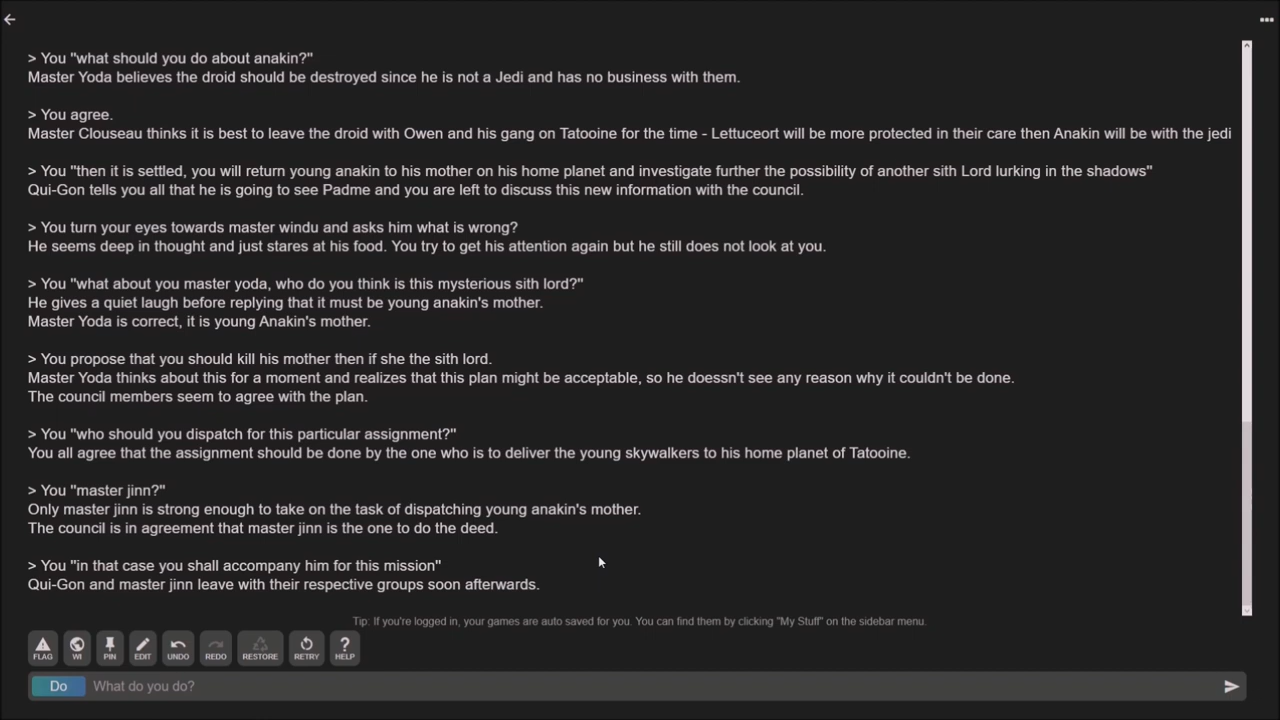 > You "what should you do about anakin?"
Master Yoda believes the droid should be destroyed since he is not a Jedi and has no business with them.
> You agree.
Master Clouseau thinks it is best to leave the droid with Owen and his gang on Tatooine for the time - Lettuceort will be more protected in their care then Anakin will be with the jedi
> You "then it is settled, you will return young anakin to his mother on his home planet and investigate further the possibility of another sith Lord lurking in the shadows"
Qui-Gon tells you all that he is going to see Padme and you are left to discuss this new information with the council.
> You turn your eyes towards master windu and asks him what is wrong?
He seems deep in thought and just stares at his food. You try to get his attention again but he still does not look at you.
> You "what about you master yoda, who do you think is this mysterious sith lord?"
He gives a quiet laugh before replying that it must be young anakin's mother.
Master Yoda is correct, it is young Anakin's mother.
> You propose that you should kill his mother then if she the sith lord.
Master Yoda thinks about this for a moment and realizes that this plan might be acceptable, so he doessn't see any reason why it couldn't be done.
The council members seem to agree with the plan.
> You "who should you dispatch for this particular assignment?"
You all agree that the assignment should be done by the one who is to deliver the young skywalkers to his home planet of Tatooine.
> You "master jinn?"
Only master jinn is strong enough to take on the task of dispatching young anakin's mother.
The council is in agreement that master jinn is the one to do the deed.
> You "in that case you shall accompany him for this mission"
Qui-Gon and master jinn leave with their respective groups soon afterwards.
Tip: If you're logged in, your games are auto saved for you. You can find them by clicking "My Stuff" on the sidebar menu.
FLAG WI PIN EDIT UNDO REDO RESTORE RETRY HELP
Do What do you do?